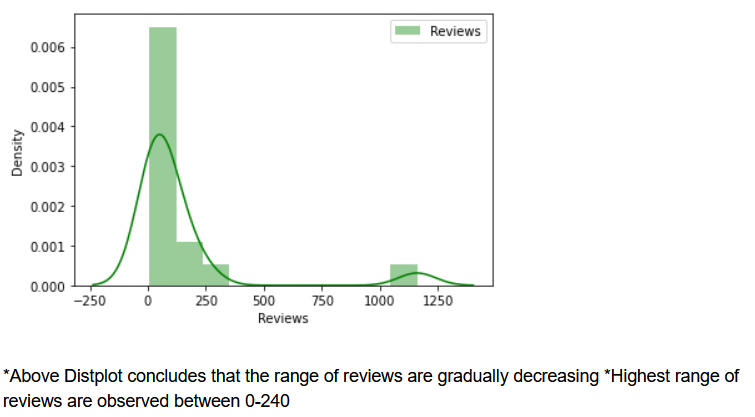 Reviews
0.006
0.005
0.004
0.003
0.002
0.001
0.000
Density
−250 0 250 500 750 1000 1250
Reviews
*Above Distplot concludes that the range of reviews are gradually decreasing *Highest range of
reviews are observed between 0-240